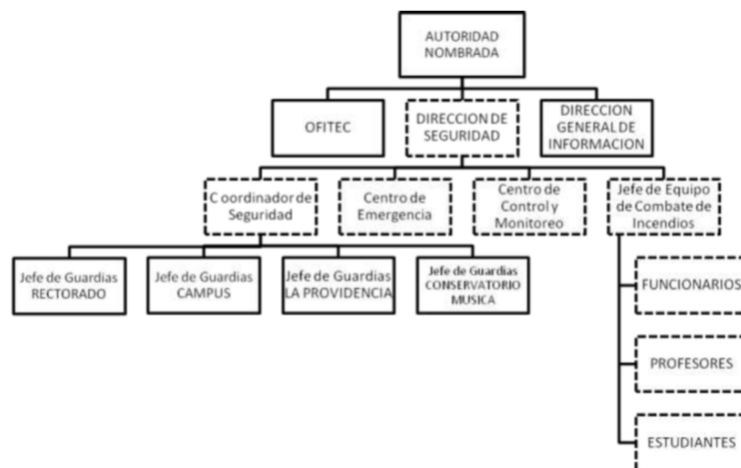 AUTORIDAD
NOMBRADA
OFITEC
DIRECCION DE
SEGURIDAD
DIRECCION
GENERAL DE
INFORMACION
Coordinador de
Seguridad
Centro de
Emergencia
Centro de
Control y
Monitoreo
Jefe de Equipo
de Combate de
Incendios
Jefe de Guardias
RECTORADO
Jefe de Guardias
CAMPUS
Jefe de Guardias
LA PROVIDENCIA
Jefe de Guardias
CONSERVATORIO
MUSICA
FUNCIONARIOS
PROFESORES
ESTUDIANTES